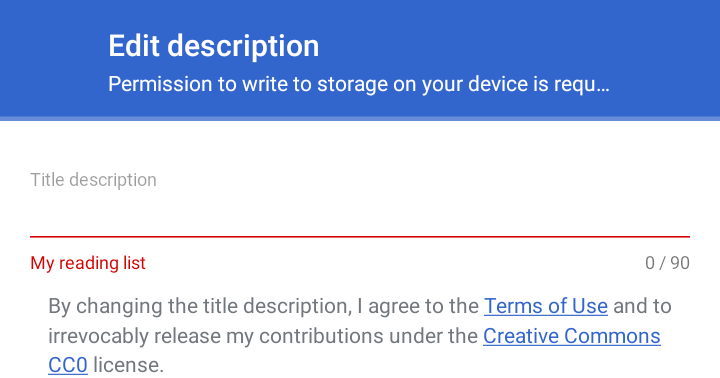 Edit description
Permission to write to storage on your device is requ…
Title description
My reading list
0 / 90
By changing the title description, I agree to the Terms of Use and to
irrevocably release my contributions under the Creative Commons
CC0 license.